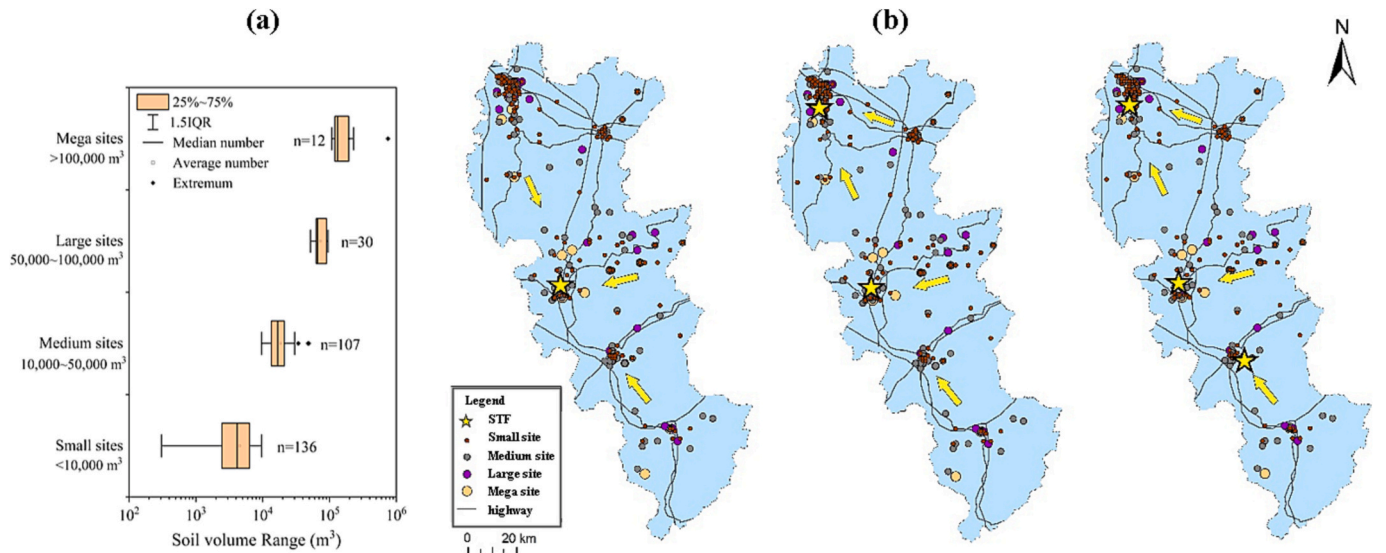 (a)
(b)
N
25%~75%
1.5IQR
Median number
Average number
Extremum
Mega sites
>100,000 m³
n=12
Large sites
50,000~100,000 m³
n=30
Medium sites
10,000~50,000 m³
n=107
Small sites
<10,000 m³
n=136
10² 10³ 10⁴ 10⁵ 10⁶
Soil volume Range (m³)
Legend
STF
Small site
Medium site
Large site
Mega site
highway
0 20 km